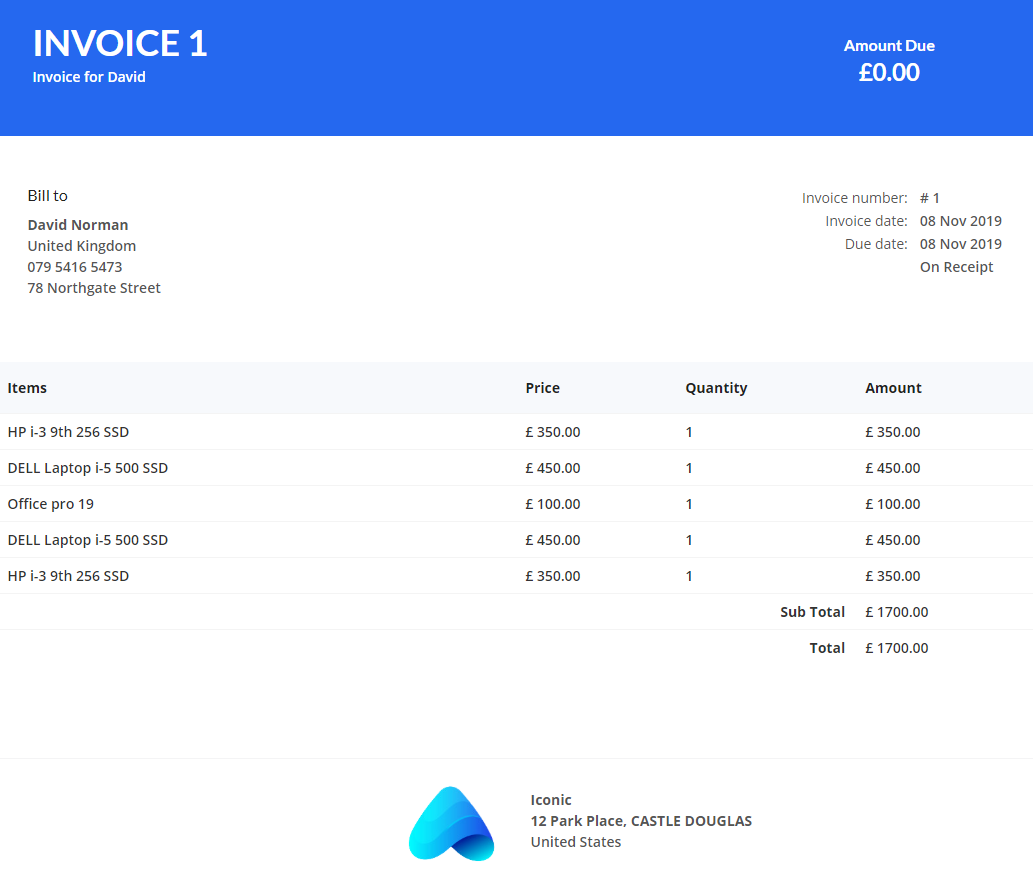 INVOICE 1
Invoice for David
Amount Due
£0.00
Bill to
David Norman
United Kingdom
079 5416 5473
78 Northgate Street
Invoice number: # 1
Invoice date: 08 Nov 2019
Due date: 08 Nov 2019
On Receipt
Items Price Quantity Amount
HP i-3 9th 256 SSD £ 350.00 1 £ 350.00
DELL Laptop i-5 500 SSD £ 450.00 1 £ 450.00
Office pro 19 £ 100.00 1 £ 100.00
DELL Laptop i-5 500 SSD £ 450.00 1 £ 450.00
HP i-3 9th 256 SSD £ 350.00 1 £ 350.00
Sub Total £ 1700.00
Total £ 1700.00
Iconic
12 Park Place, CASTLE DOUGLAS
United States